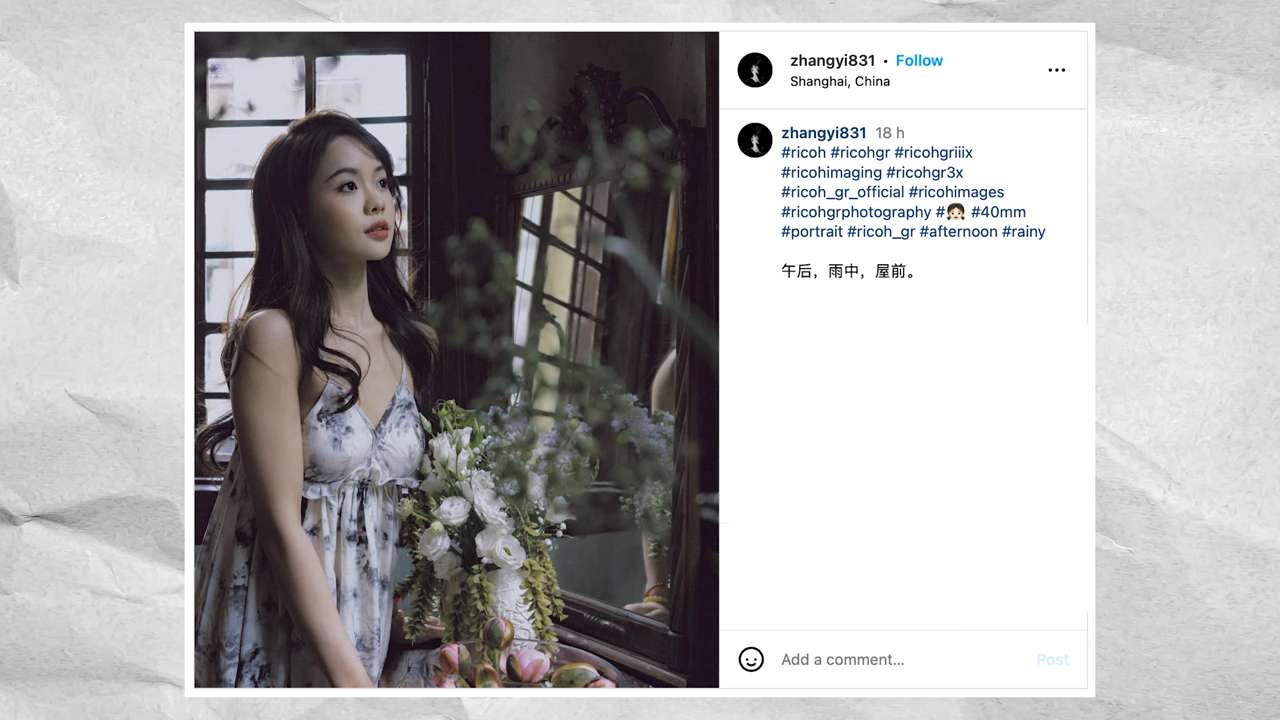 zhangyi831 • Follow
Shanghai, China
zhangyi831 18 h
#ricoh #ricohgr #ricohgriiix
#ricohimaging #ricohgr3x
#ricoh_gr_official #ricohimages
#ricohgrphotography #👧🏻 #40mm
#portrait #ricoh_gr #afternoon #rainy
午后，雨中，屋前。
Add a comment...
Post